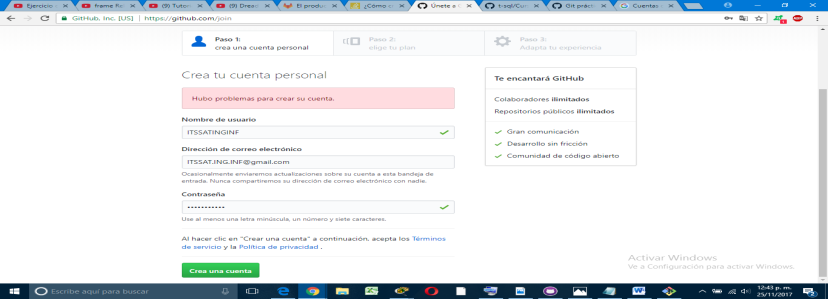 Ejercicio
frame Re
(9) Tutor
(9) Dread
El produ
¿Cómo c
Únete a G
Git práct
Cuentas
GitHub, Inc. [US] | https://github.com/join
Paso 1:
crea una cuenta personal
Paso 2:
elige tu plan
Paso 3:
Adapta tu experiencia
Crea tu cuenta personal
Hubo problemas para crear su cuenta.
Nombre de usuario
ITSSATINGINF
Dirección de correo electrónico
ITSSAT.ING.INF@gmail.com
Ocasionalmente enviaremos actualizaciones sobre su cuenta a esta bandeja de
entrada. Nunca compartiremos su dirección de correo electrónico con nadie.
Contraseña
•••••••••••
Use al menos una letra minúscula, un número y siete caracteres.
Al hacer clic en "Crear una cuenta" a continuación, acepta los Términos
de servicio y la Política de privacidad .
Crea una cuenta
Te encantará GitHub
Colaboradores ilimitados
Repositorios públicos ilimitados
Gran comunicación
Desarrollo sin fricción
Comunidad de código abierto
Activar Windows
Ve a Configuración para activar Windows.
Escribe aquí para buscar
12:43 p. m.
25/11/2017